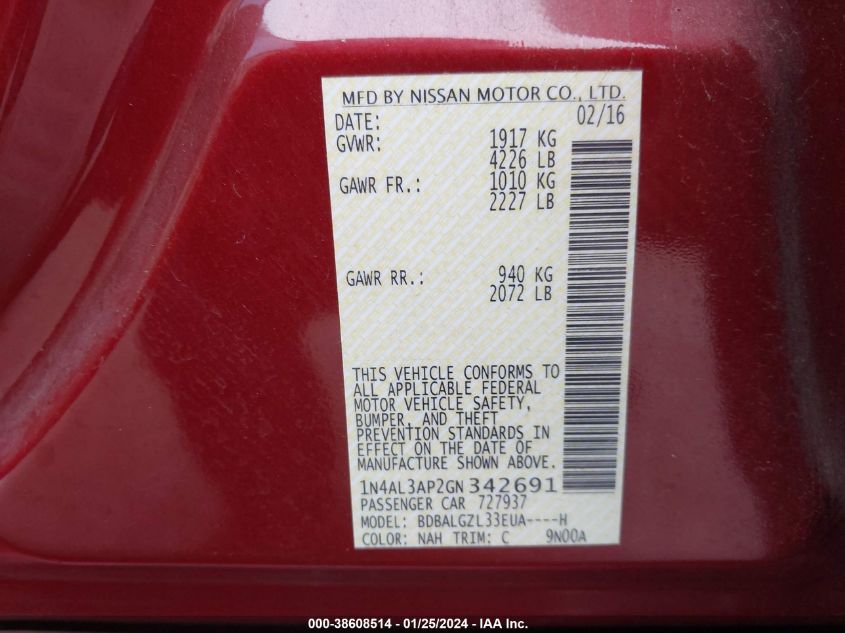 MFD BY NISSAN MOTOR CO., LTD.
DATE: 02/16
GVWR: 1917 KG
4226 LB
GAWR FR.: 1010 KG
2227 LB
GAWR RR.: 940 KG
2072 LB
THIS VEHICLE CONFORMS TO
ALL APPLICABLE FEDERAL
MOTOR VEHICLE SAFETY,
BUMPER, AND THEFT
PREVENTION STANDARDS IN
EFFECT ON THE DATE OF
MANUFACTURE SHOWN ABOVE.
1N4AL3AP2GN342691
PASSENGER CAR 727937
MODEL: BDBALGZL33EUA----H
COLOR: NAH TRIM: C 9N00A
000-38608514 - 01/25/2024 - IAA Inc.